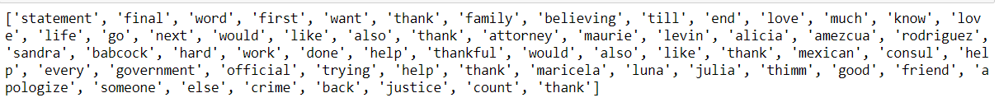 ['statement', 'final', 'word', 'first', 'want', 'thank', 'family', 'believing', 'till', 'end', 'love', 'much', 'know', 'lov
e', 'life', 'go', 'next', 'would', 'like', 'also', 'thank', 'attorney', 'maurie', 'levin', 'alicia', 'amezcua', 'rodriguez',
'sandra', 'babcock', 'hard', 'work', 'done', 'help', 'thankful', 'would', 'also', 'like', 'thank', 'mexican', 'consul', 'hel
p', 'every', 'government', 'official', 'trying', 'help', 'thank', 'maricela', 'luna', 'julia', 'thimm', 'good', 'friend', 'a
pologize', 'someone', 'else', 'crime', 'back', 'justice', 'count', 'thank']